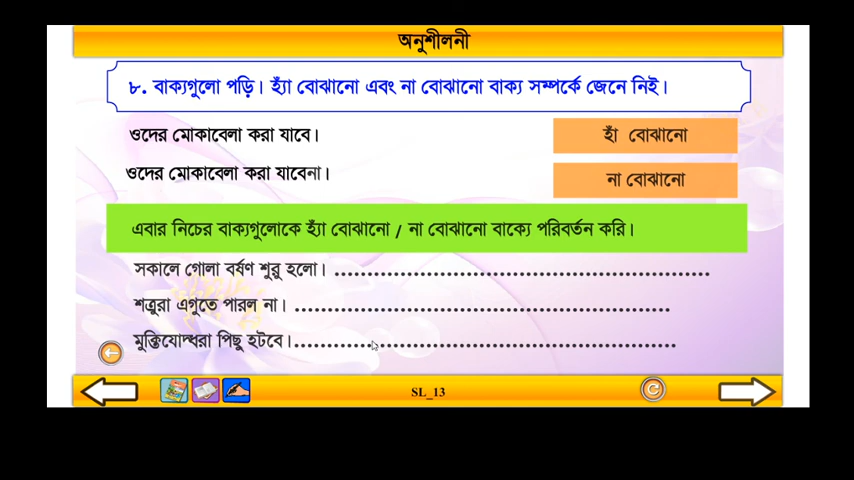 অনুশীলনী
৮. বাক্যগুলো পড়ি। হ্যাঁ বোঝানো এবং না বোঝানো বাক্য সম্পর্কে জেনে নিই।
ওদের মোকাবেলা করা যাবে।
হাঁ বোঝানো
ওদের মোকাবেলা করা যাবেনা।
না বোঝানো
এবার নিচের বাক্যগুলোকে হ্যাঁ বোঝানো / না বোঝানো বাক্যে পরিবর্তন করি।
সকালে গোলা বর্ষণ শুরু হলো। ........................................................
শত্রুরা এগুতে পারল না। ........................................................
মুক্তিযোদ্ধরা পিছু হটবে।.........................................................
SL_13